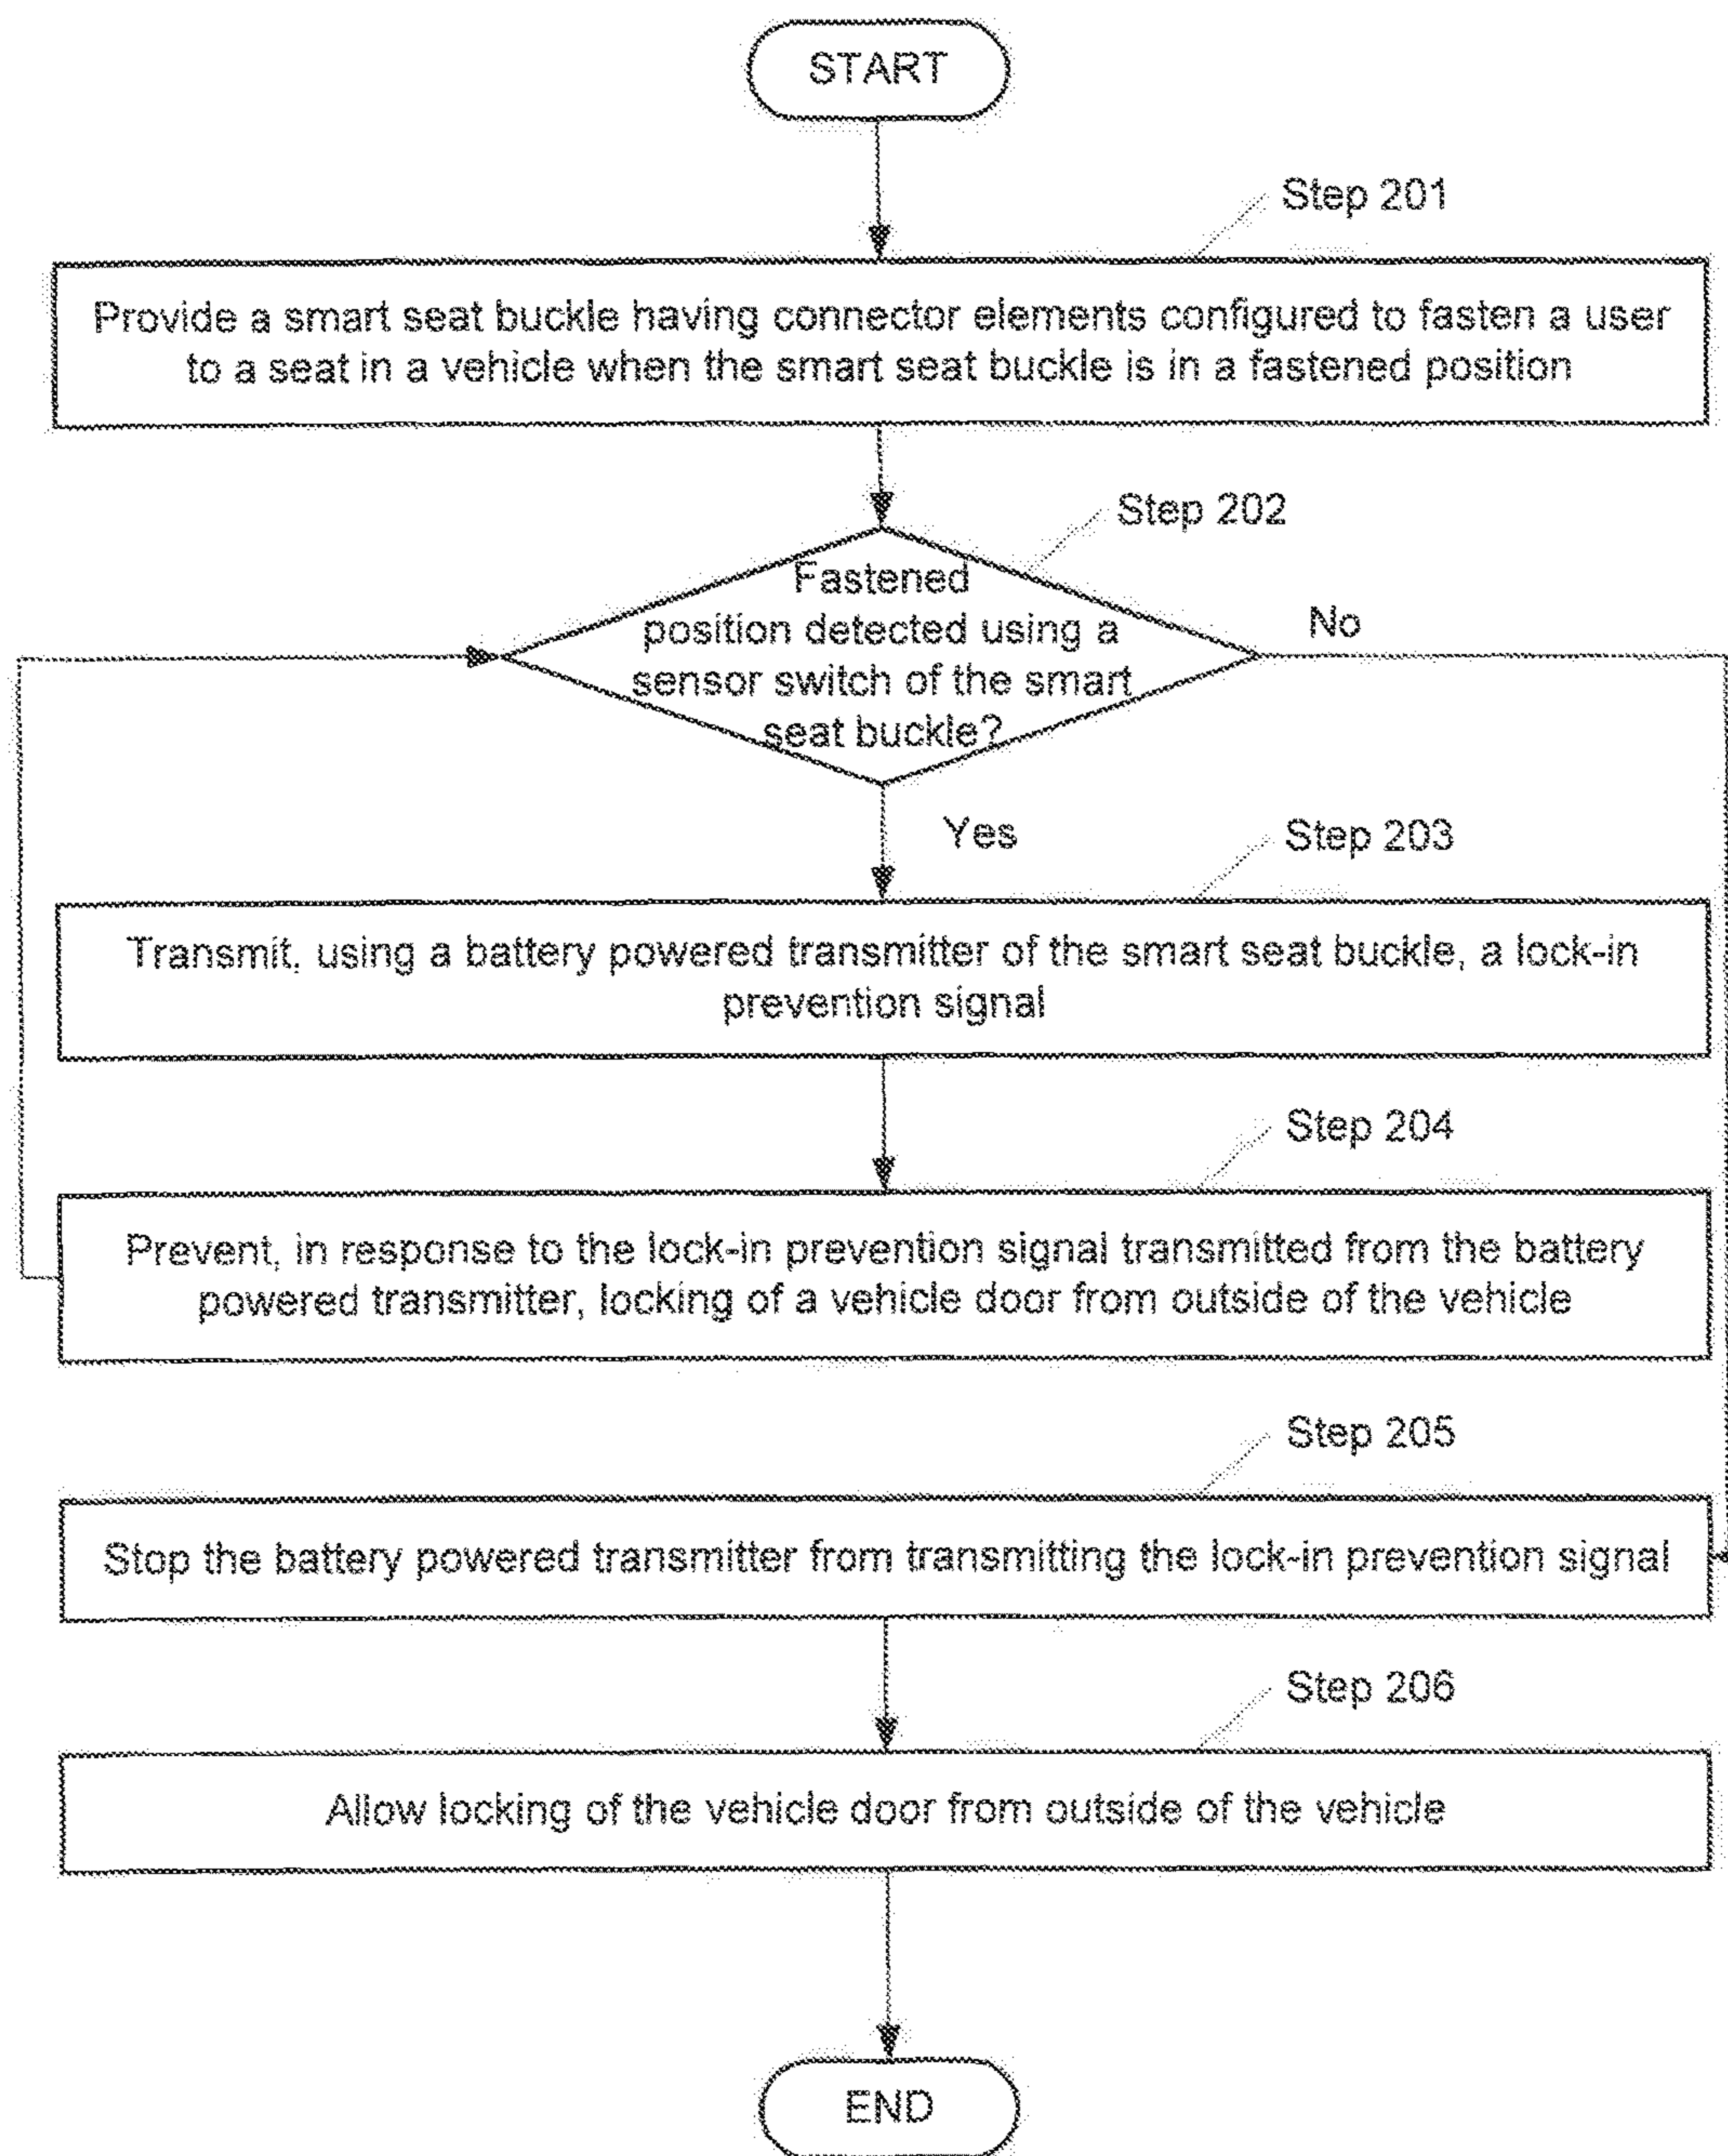 START
Step 201
Provide a smart seat buckle having connector elements configured to fasten a user
to a seat in a vehicle when the smart seat buckle is in a fastened position
Step 202
Fastened
position detected using a
sensor switch of the smart
seat buckle?
No
Yes
Step 203
Transmit, using a battery powered transmitter of the smart seat buckle, a lock-in
prevention signal
Step 204
Prevent, in response to the lock-in prevention signal transmitted from the battery
powered transmitter, locking of a vehicle door from outside of the vehicle
Step 205
Stop the battery powered transmitter from transmitting the lock-in prevention signal
Step 206
Allow locking of the vehicle door from outside of the vehicle
END